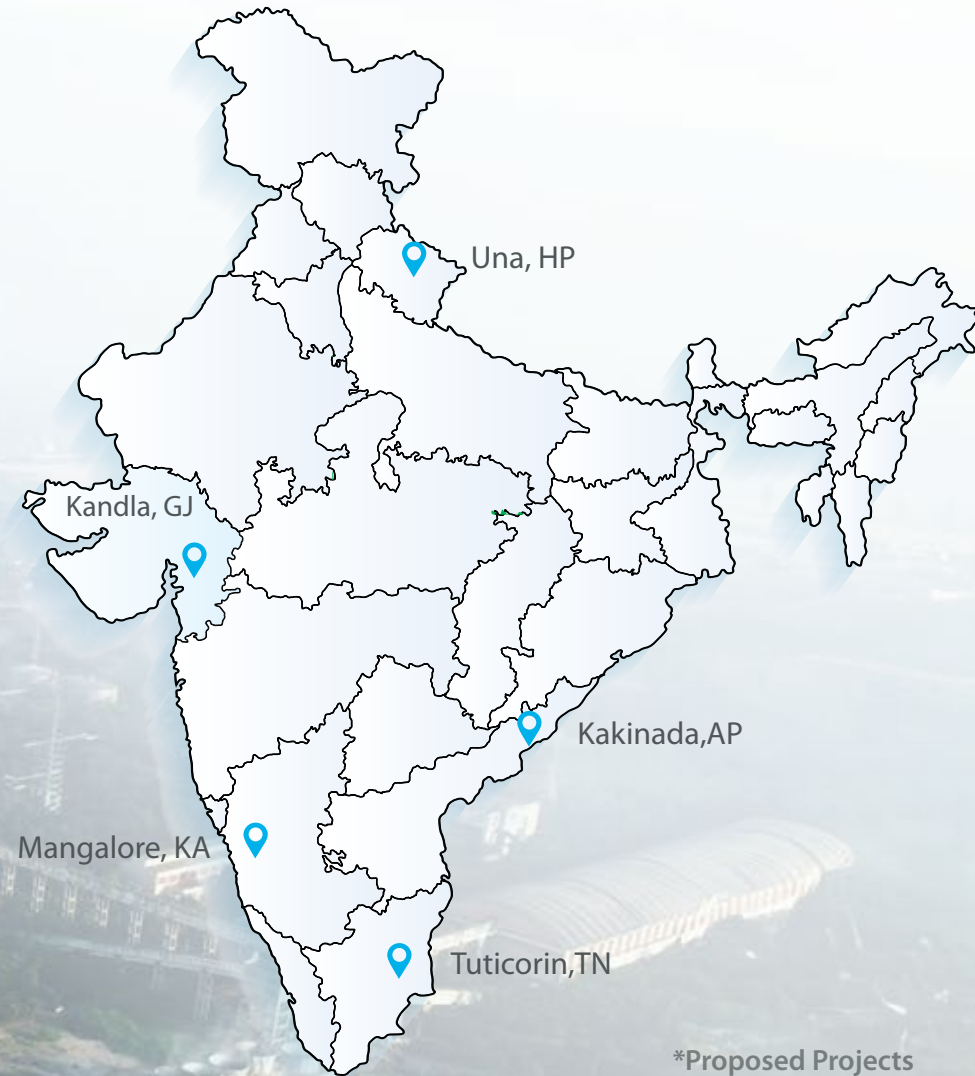 Una, HP
Kandla, GJ
Kakinada,AP
Mangalore, KA
Tuticorin,TN
*Proposed Projects